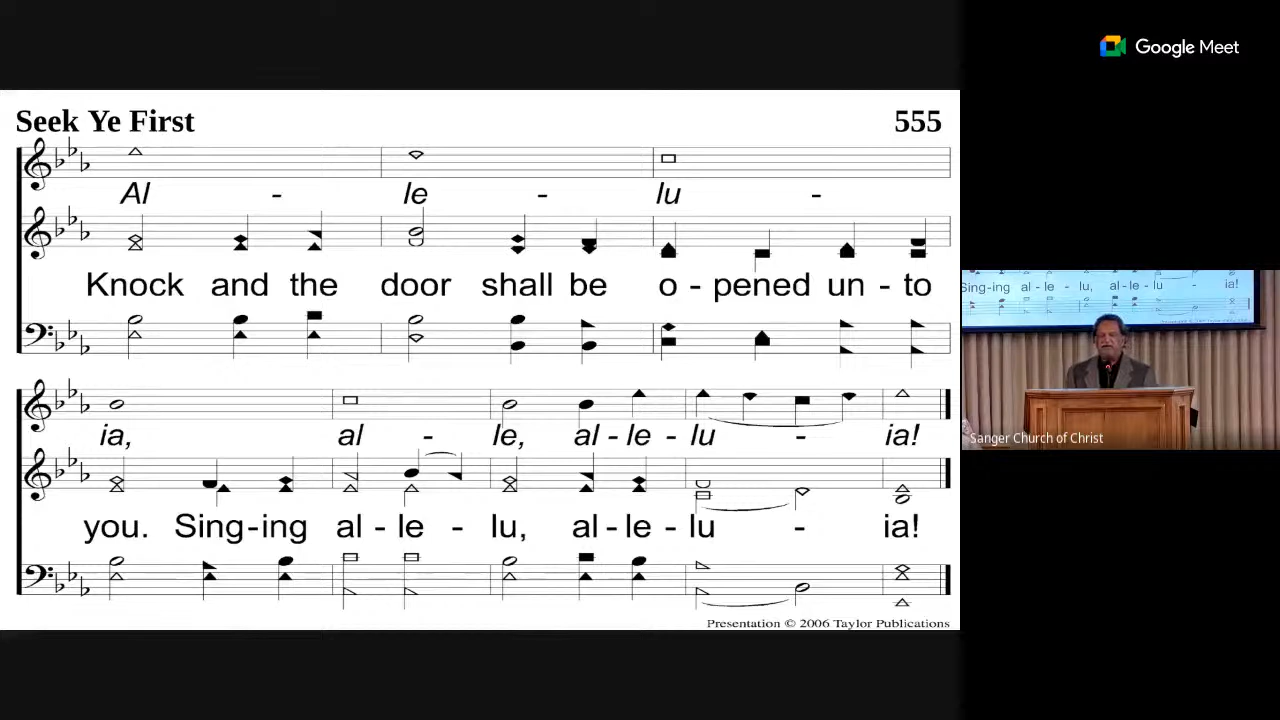 Google Meet
Seek Ye First 555
Al - le - lu -
Knock and the door shall be o - pened un - to
ia, al - le, al - le - lu - ia!
you. Sing-ing al - le - lu, al - le - lu - ia!
Presentation © 2006 Taylor Publications
Sing-ing al - le - lu, al - le - lu - ia!
Sanger Church of Christ